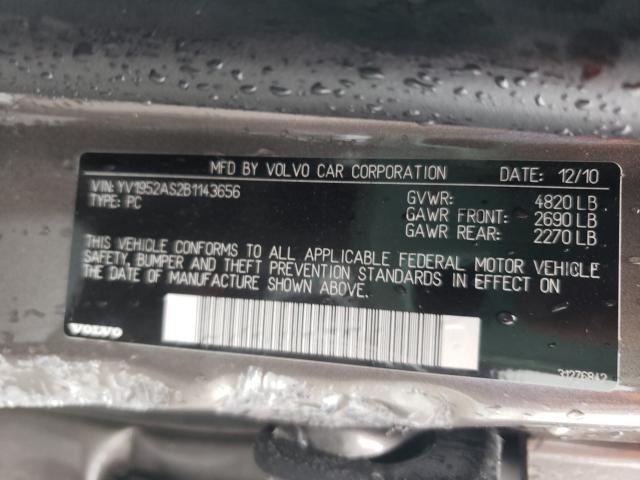 MFD BY VOLVO CAR CORPORATION DATE: 12/10
VIN: YV1952AS2B1143656
TYPE: PC
GVWR: 4820 LB
GAWR FRONT: 2690 LB
GAWR REAR: 2270 LB
THIS VEHICLE CONFORMS TO ALL APPLICABLE FEDERAL MOTOR VEHICLE
SAFETY, BUMPER AND THEFT PREVENTION STANDARDS IN EFFECT ON
THE DATE OF MANUFACTURE SHOWN ABOVE.
VOLVO
31276842